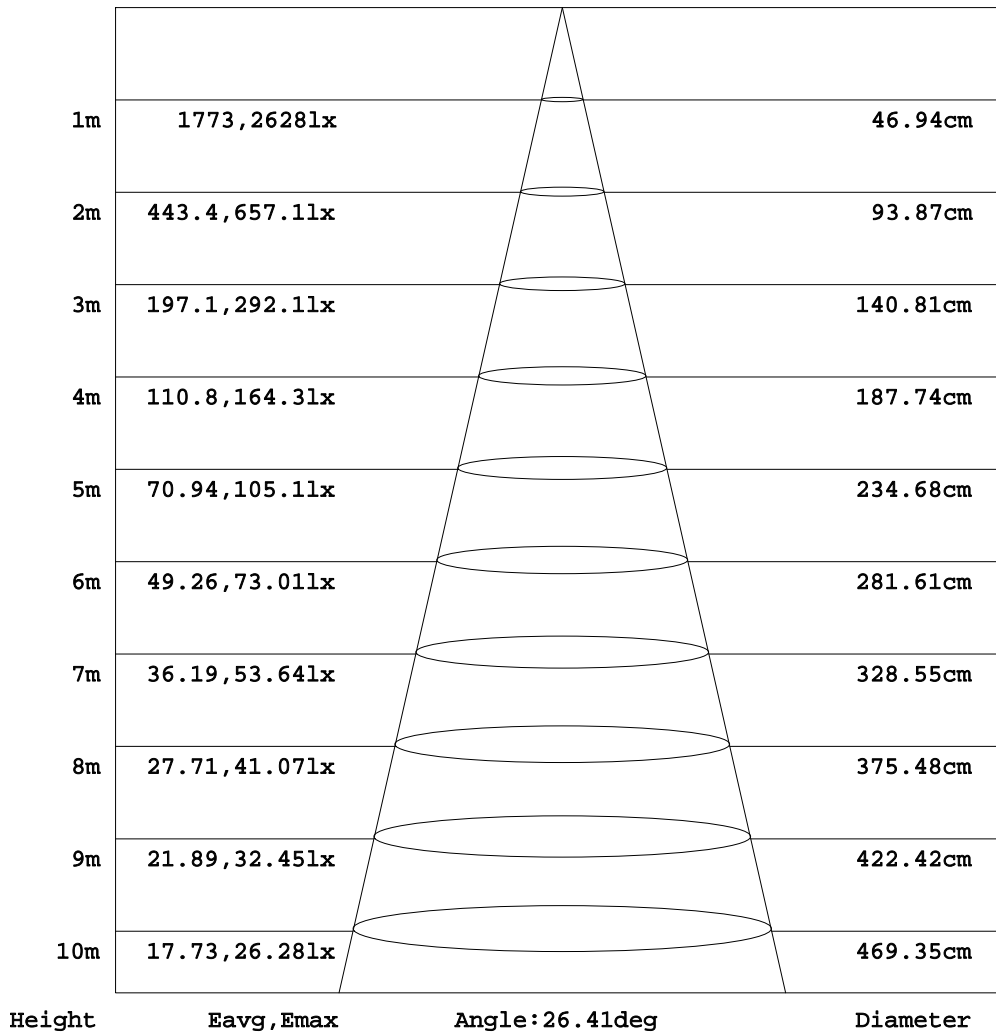 1m 1773,2628lx 46.94cm
2m 443.4,657.1lx 93.87cm
3m 197.1,292.1lx 140.81cm
4m 110.8,164.3lx 187.74cm
5m 70.94,105.1lx 234.68cm
6m 49.26,73.01lx 281.61cm
7m 36.19,53.64lx 328.55cm
8m 27.71,41.07lx 375.48cm
9m 21.89,32.45lx 422.42cm
10m 17.73,26.28lx 469.35cm
Height Eavg,Emax Angle:26.41deg Diameter